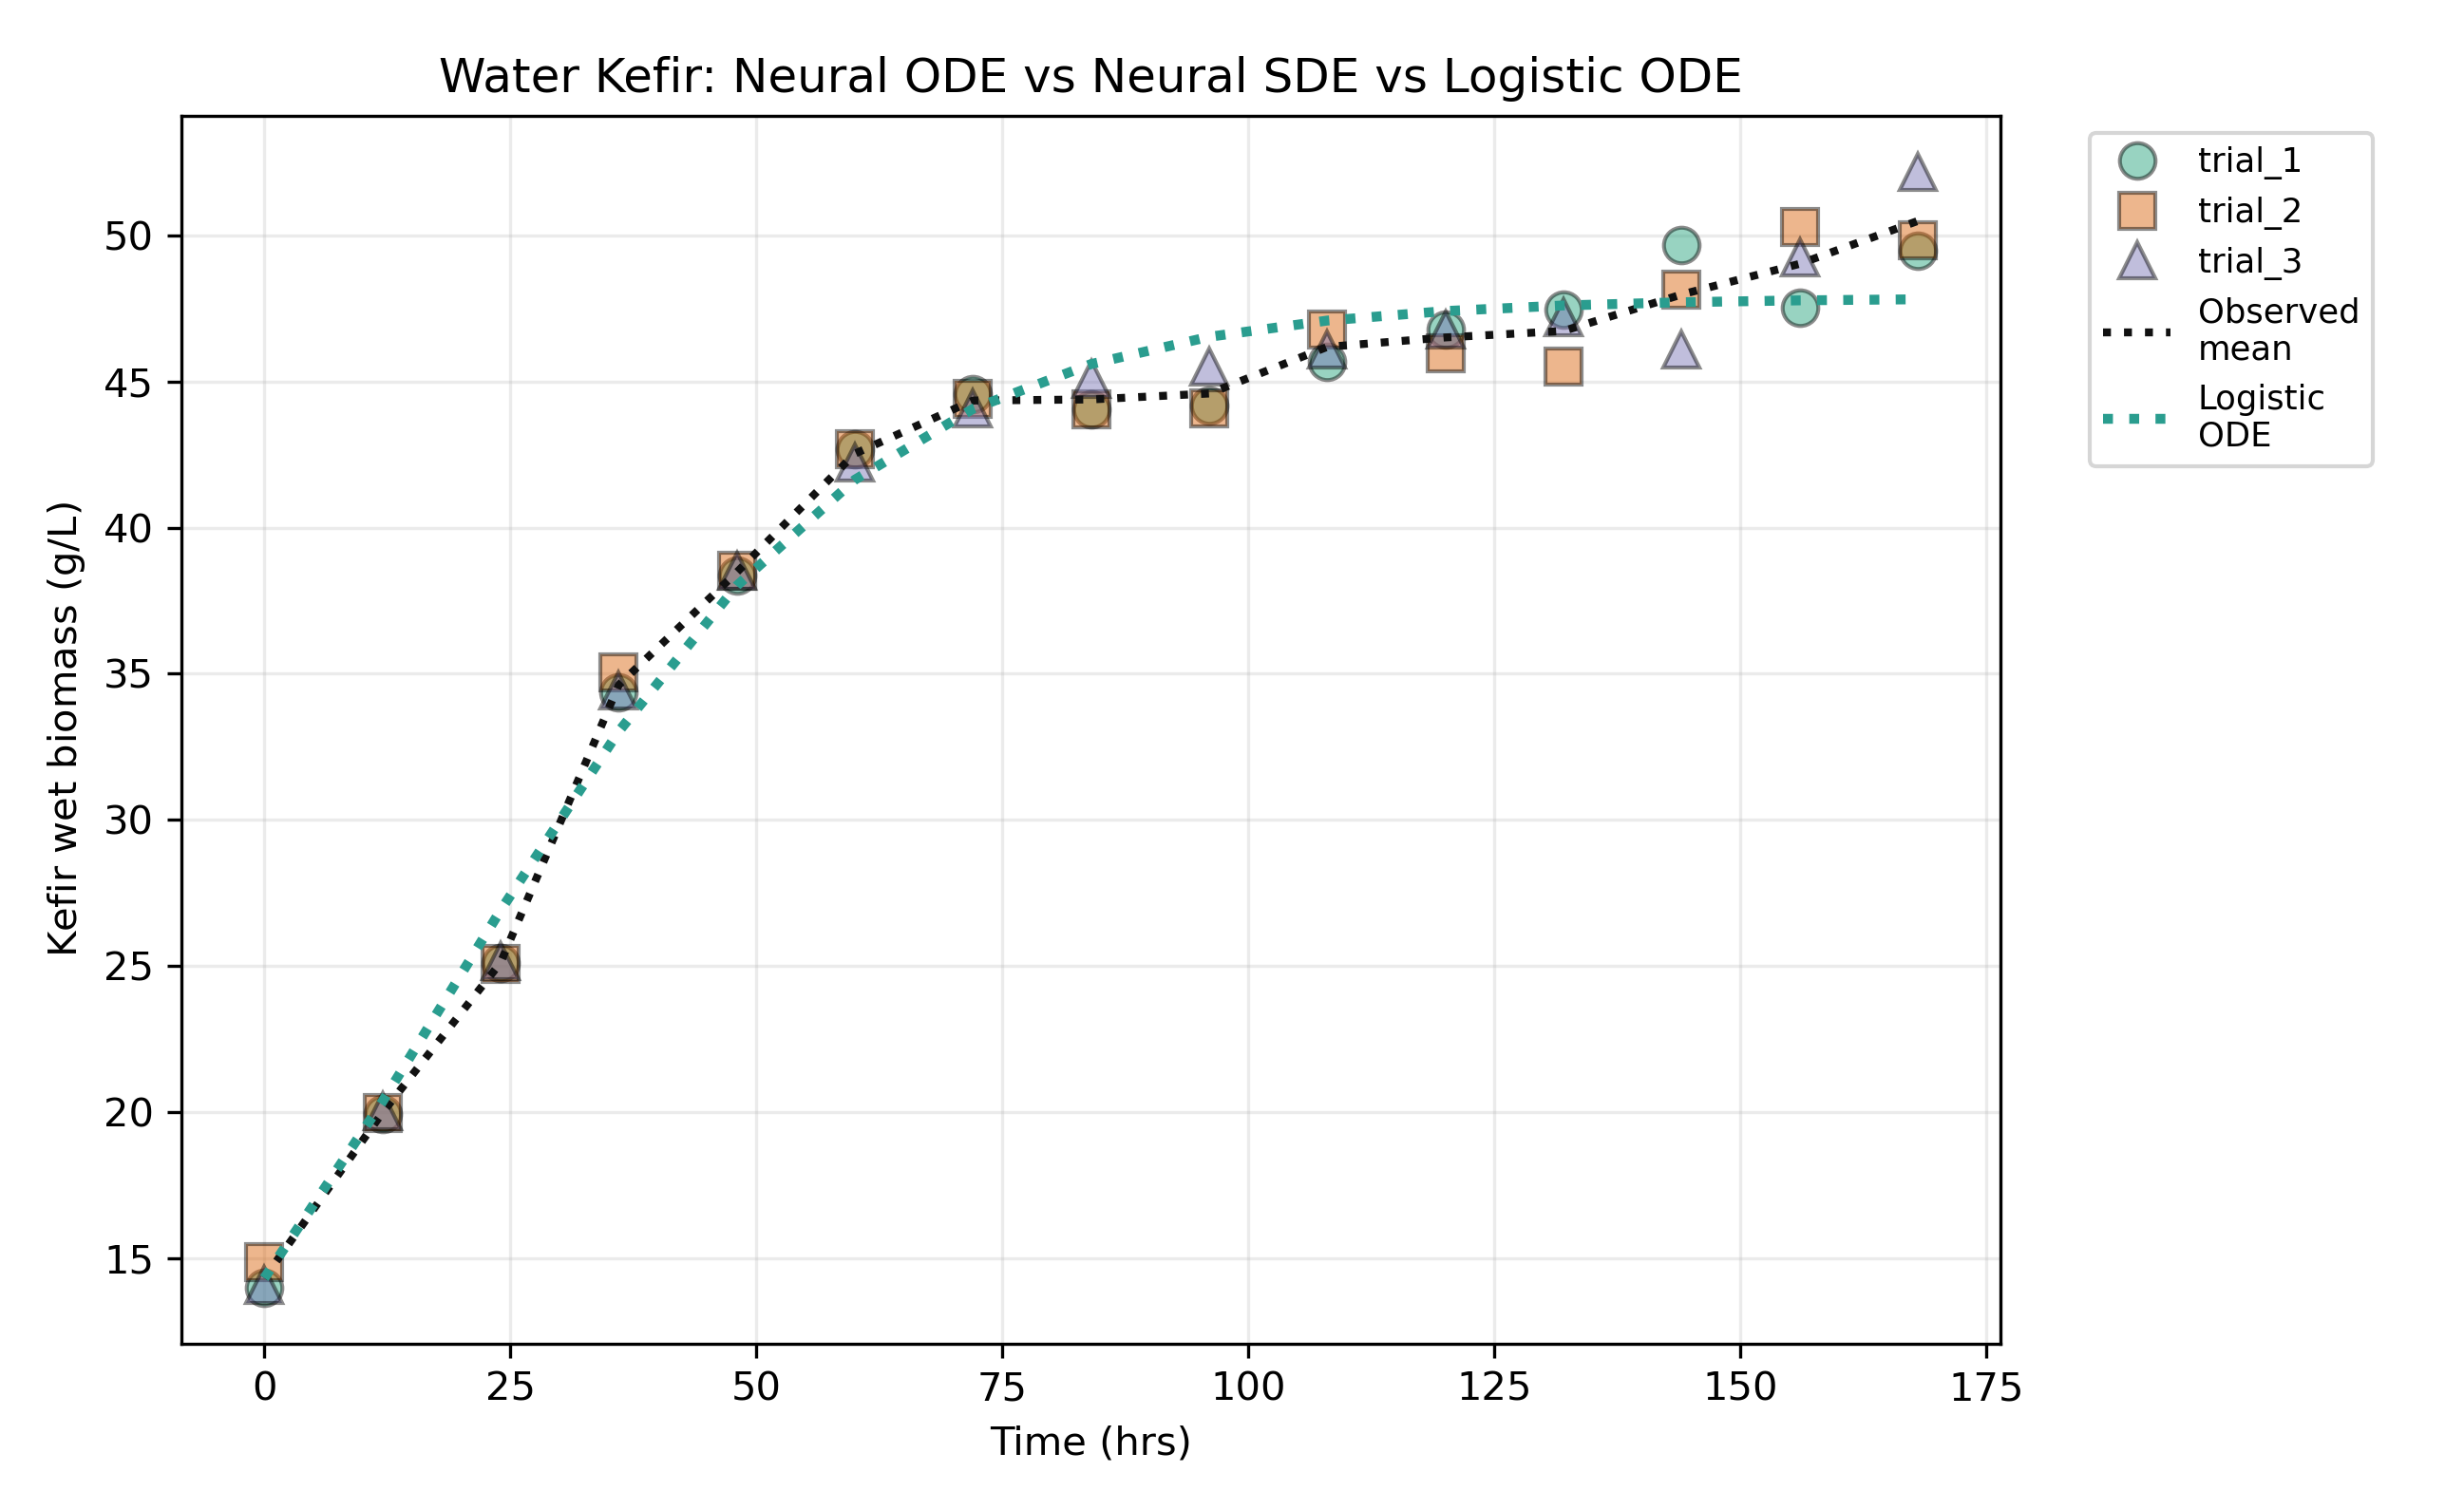 Water Kefir: Neural ODE vs Neural SDE vs Logistic ODE
trial_1
trial_2
trial_3
Observed
mean
Logistic
ODE
Kefir wet biomass (g/L)
50
45
40
35
30
25
20
15
0 25 50 75 100 125 150 175
Time (hrs)